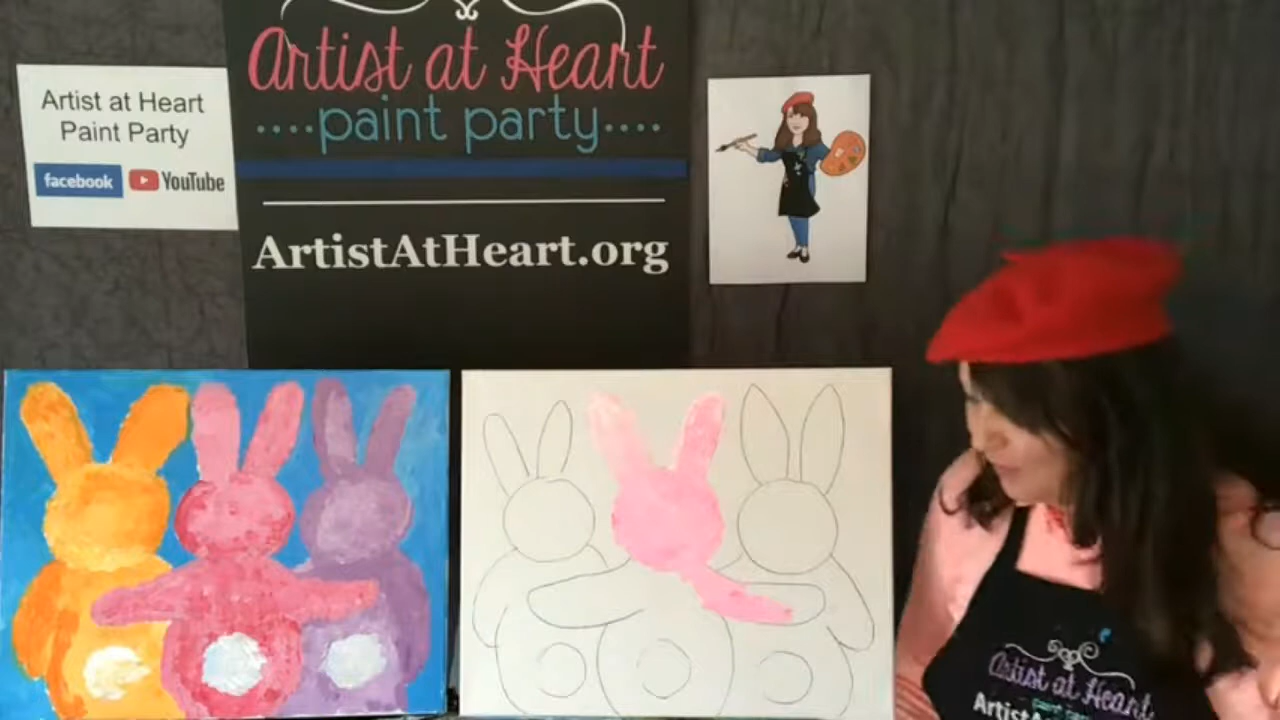 Artist at Heart
Paint Party
facebook
YouTube
Artist at Heart
....paint party....
ArtistAtHeart.org
Artist at Heart